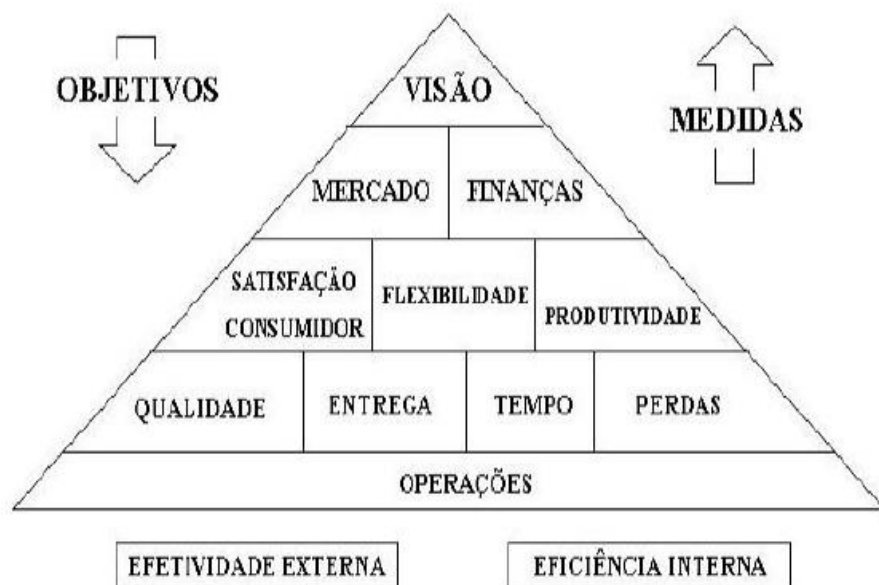 OBJETIVOS
VISÃO
MEDIDAS
MERCADO
FINANÇAS
SATISFAÇÃO
CONSUMIDOR
FLEXIBILIDADE
PRODUTIVIDADE
QUALIDADE
ENTREGA
TEMPO
PERDAS
OPERAÇÕES
EFETIVIDADE EXTERNA
EFICIÊNCIA INTERNA